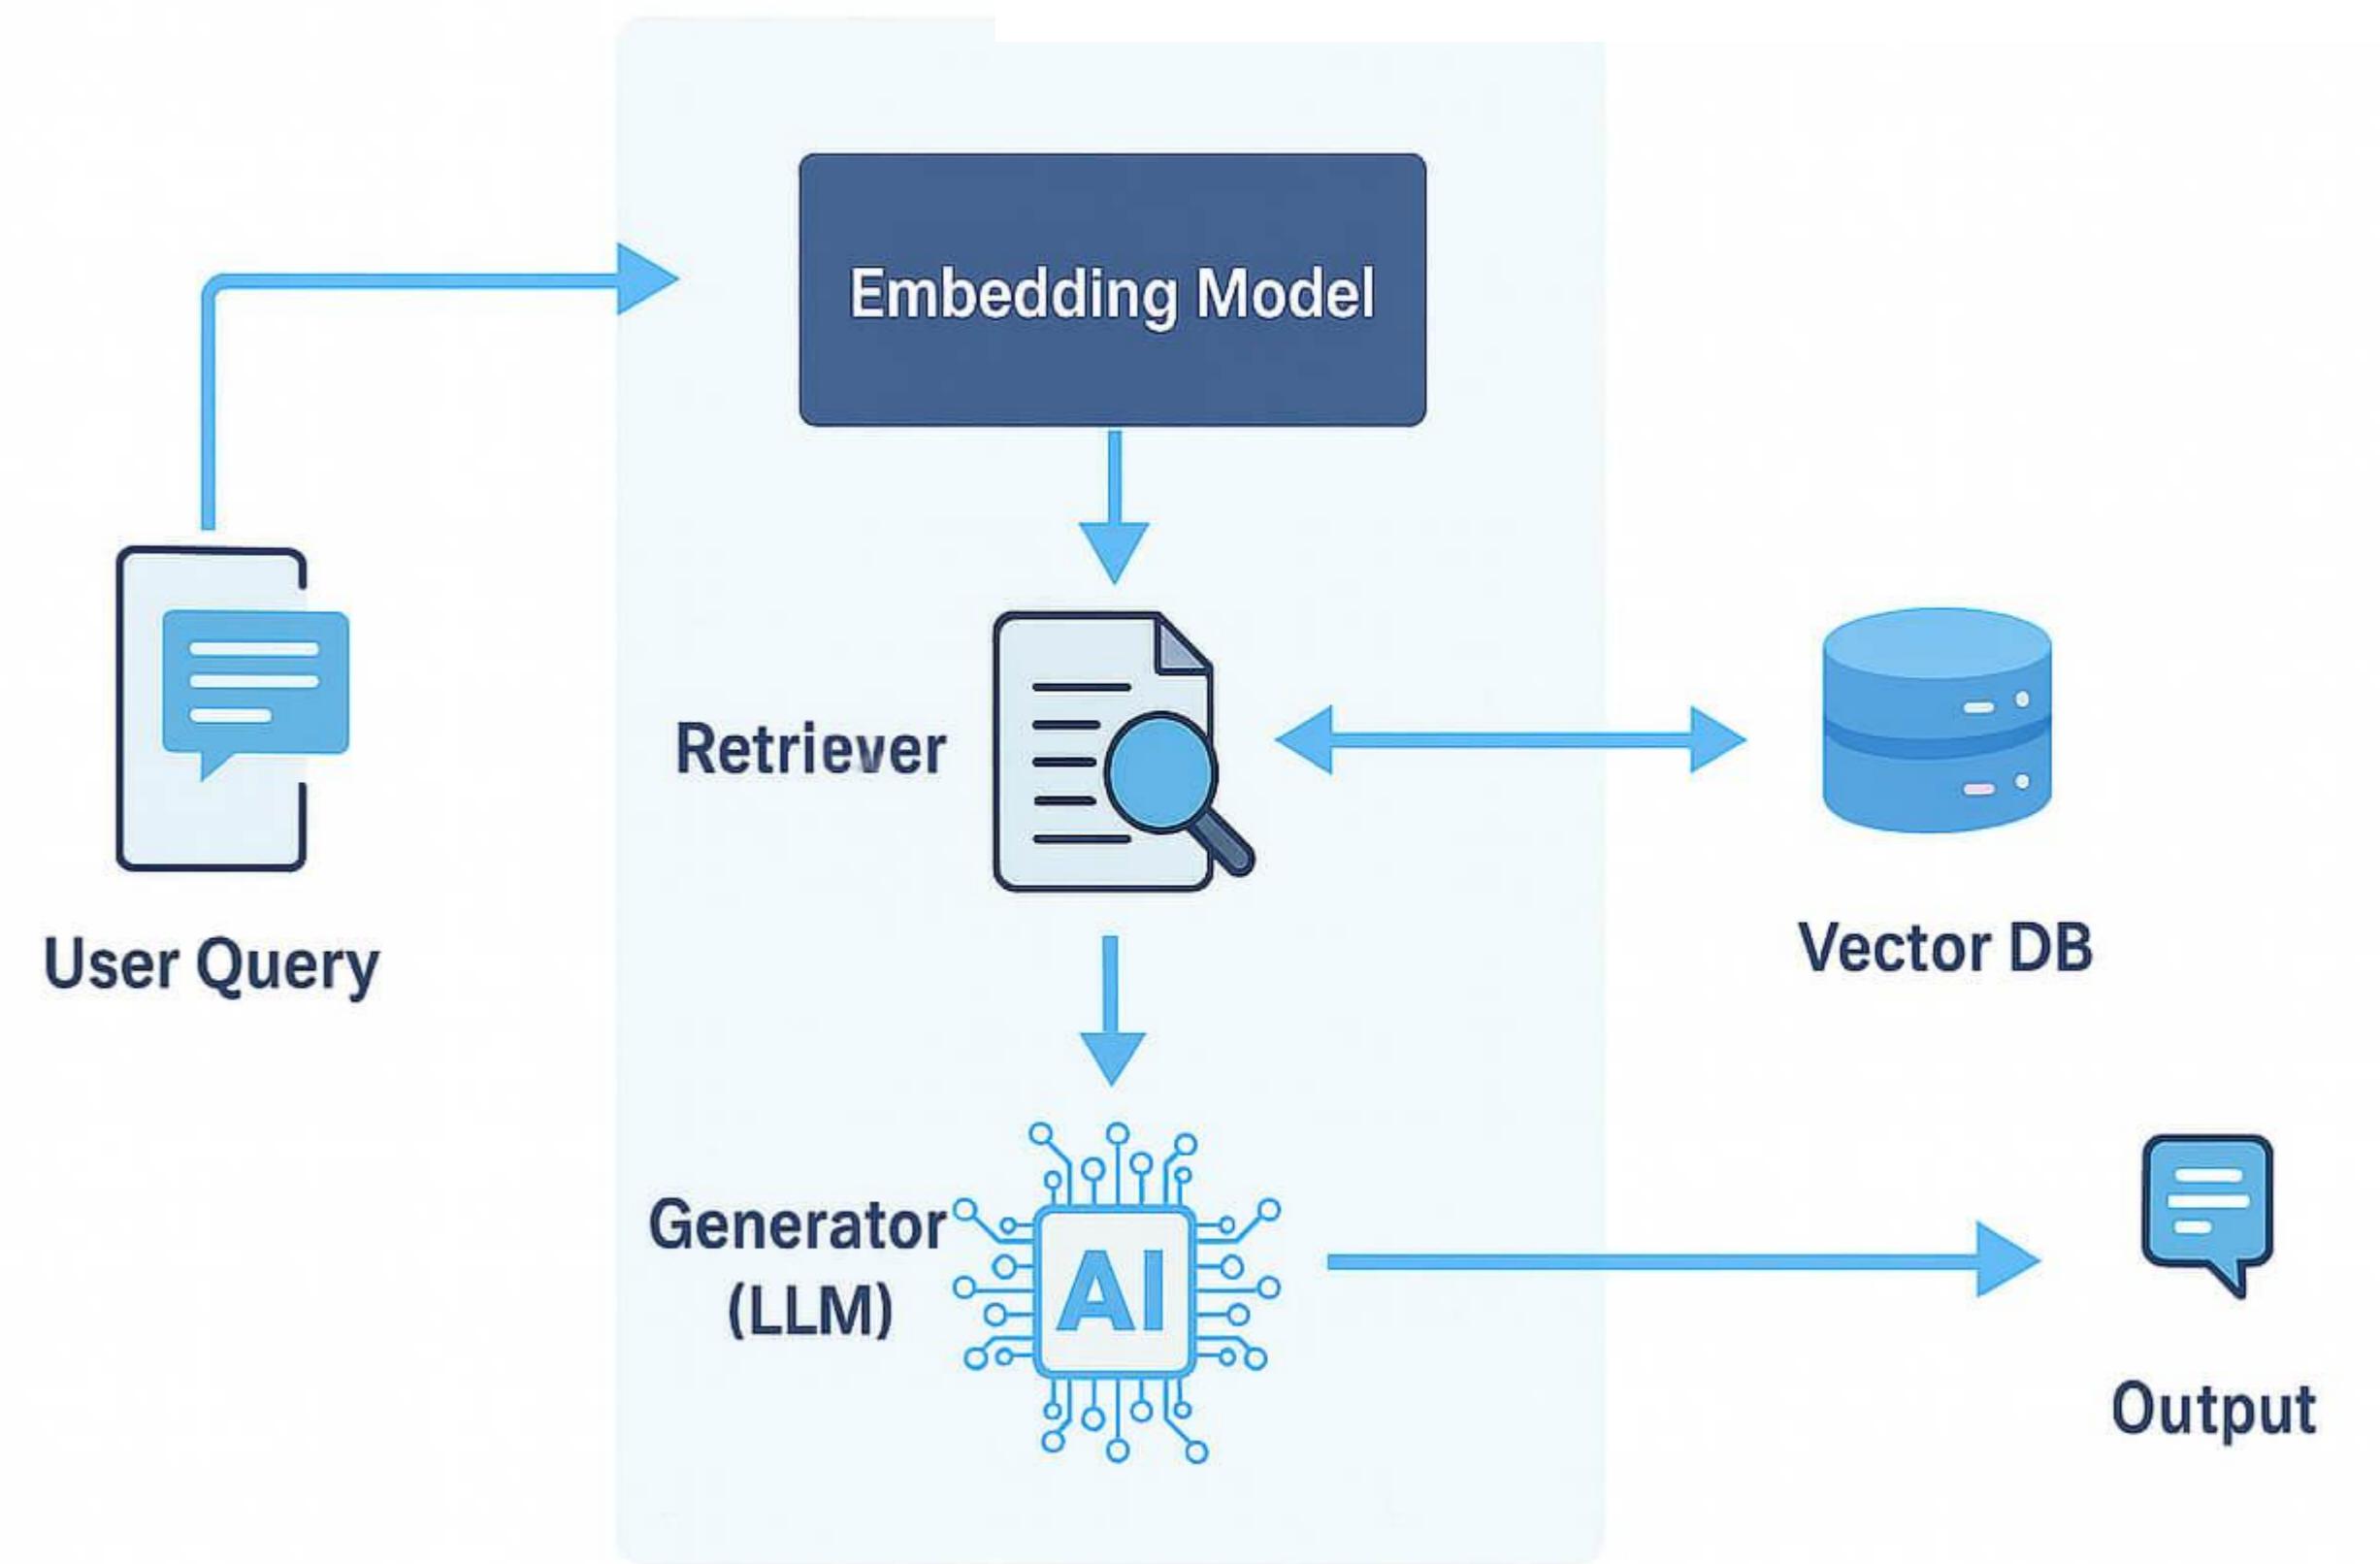 Embedding Model
Retriever
User Query
Vector DB
Generator
(LLM)
AI
Output